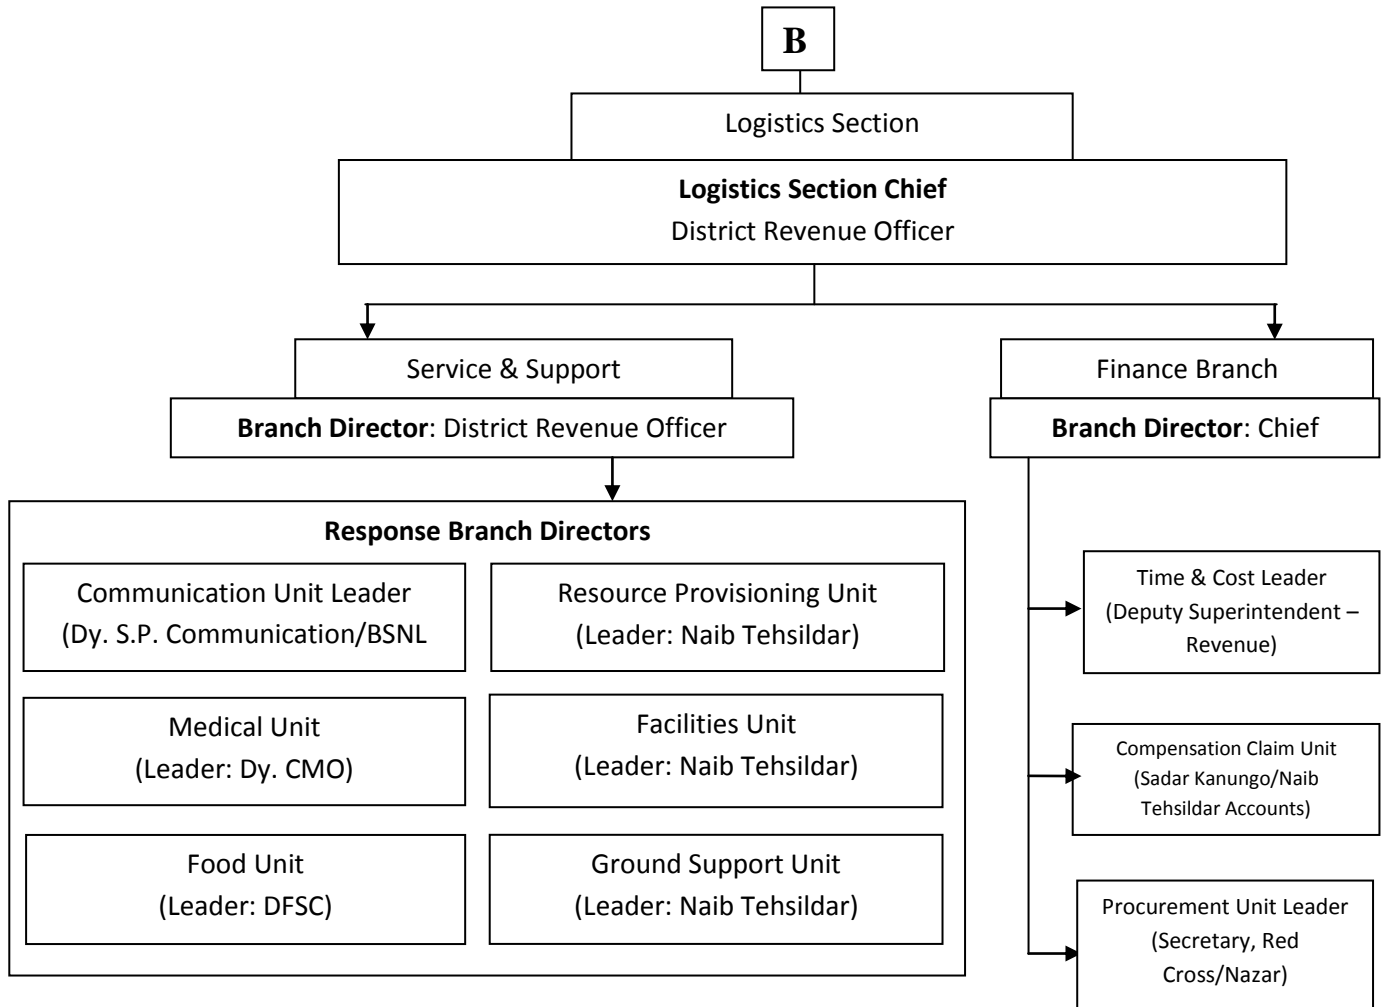 B
Logistics Section
Logistics Section Chief
District Revenue Officer
Service & Support
Branch Director: District Revenue Officer
Finance Branch
Branch Director: Chief
Response Branch Directors
Communication Unit Leader
(Dy. S.P. Communication/BSNL
Resource Provisioning Unit
(Leader: Naib Tehsildar)
Medical Unit
(Leader: Dy. CMO)
Facilities Unit
(Leader: Naib Tehsildar)
Food Unit
(Leader: DFSC)
Ground Support Unit
(Leader: Naib Tehsildar)
Time & Cost Leader
(Deputy Superintendent –
Revenue)
Compensation Claim Unit
(Sadar Kanungo/Naib
Tehsildar Accounts)
Procurement Unit Leader
(Secretary, Red
Cross/Nazar)